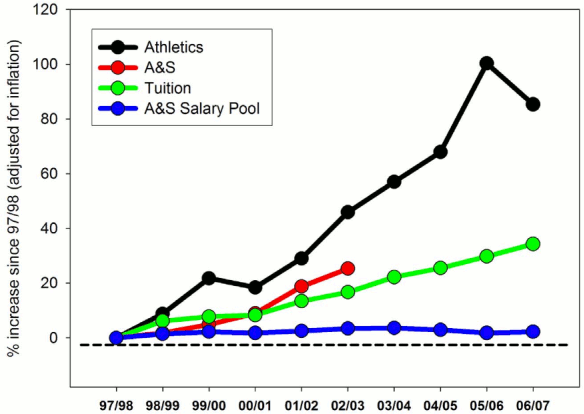 120
100
80
60
40
20
0
% increase since 97/98 (adjusted for inflation)
Athletics
A&S
Tuition
A&S Salary Pool
97/98 98/99 99/00 00/01 01/02 02/03 03/04 04/05 05/06 06/07